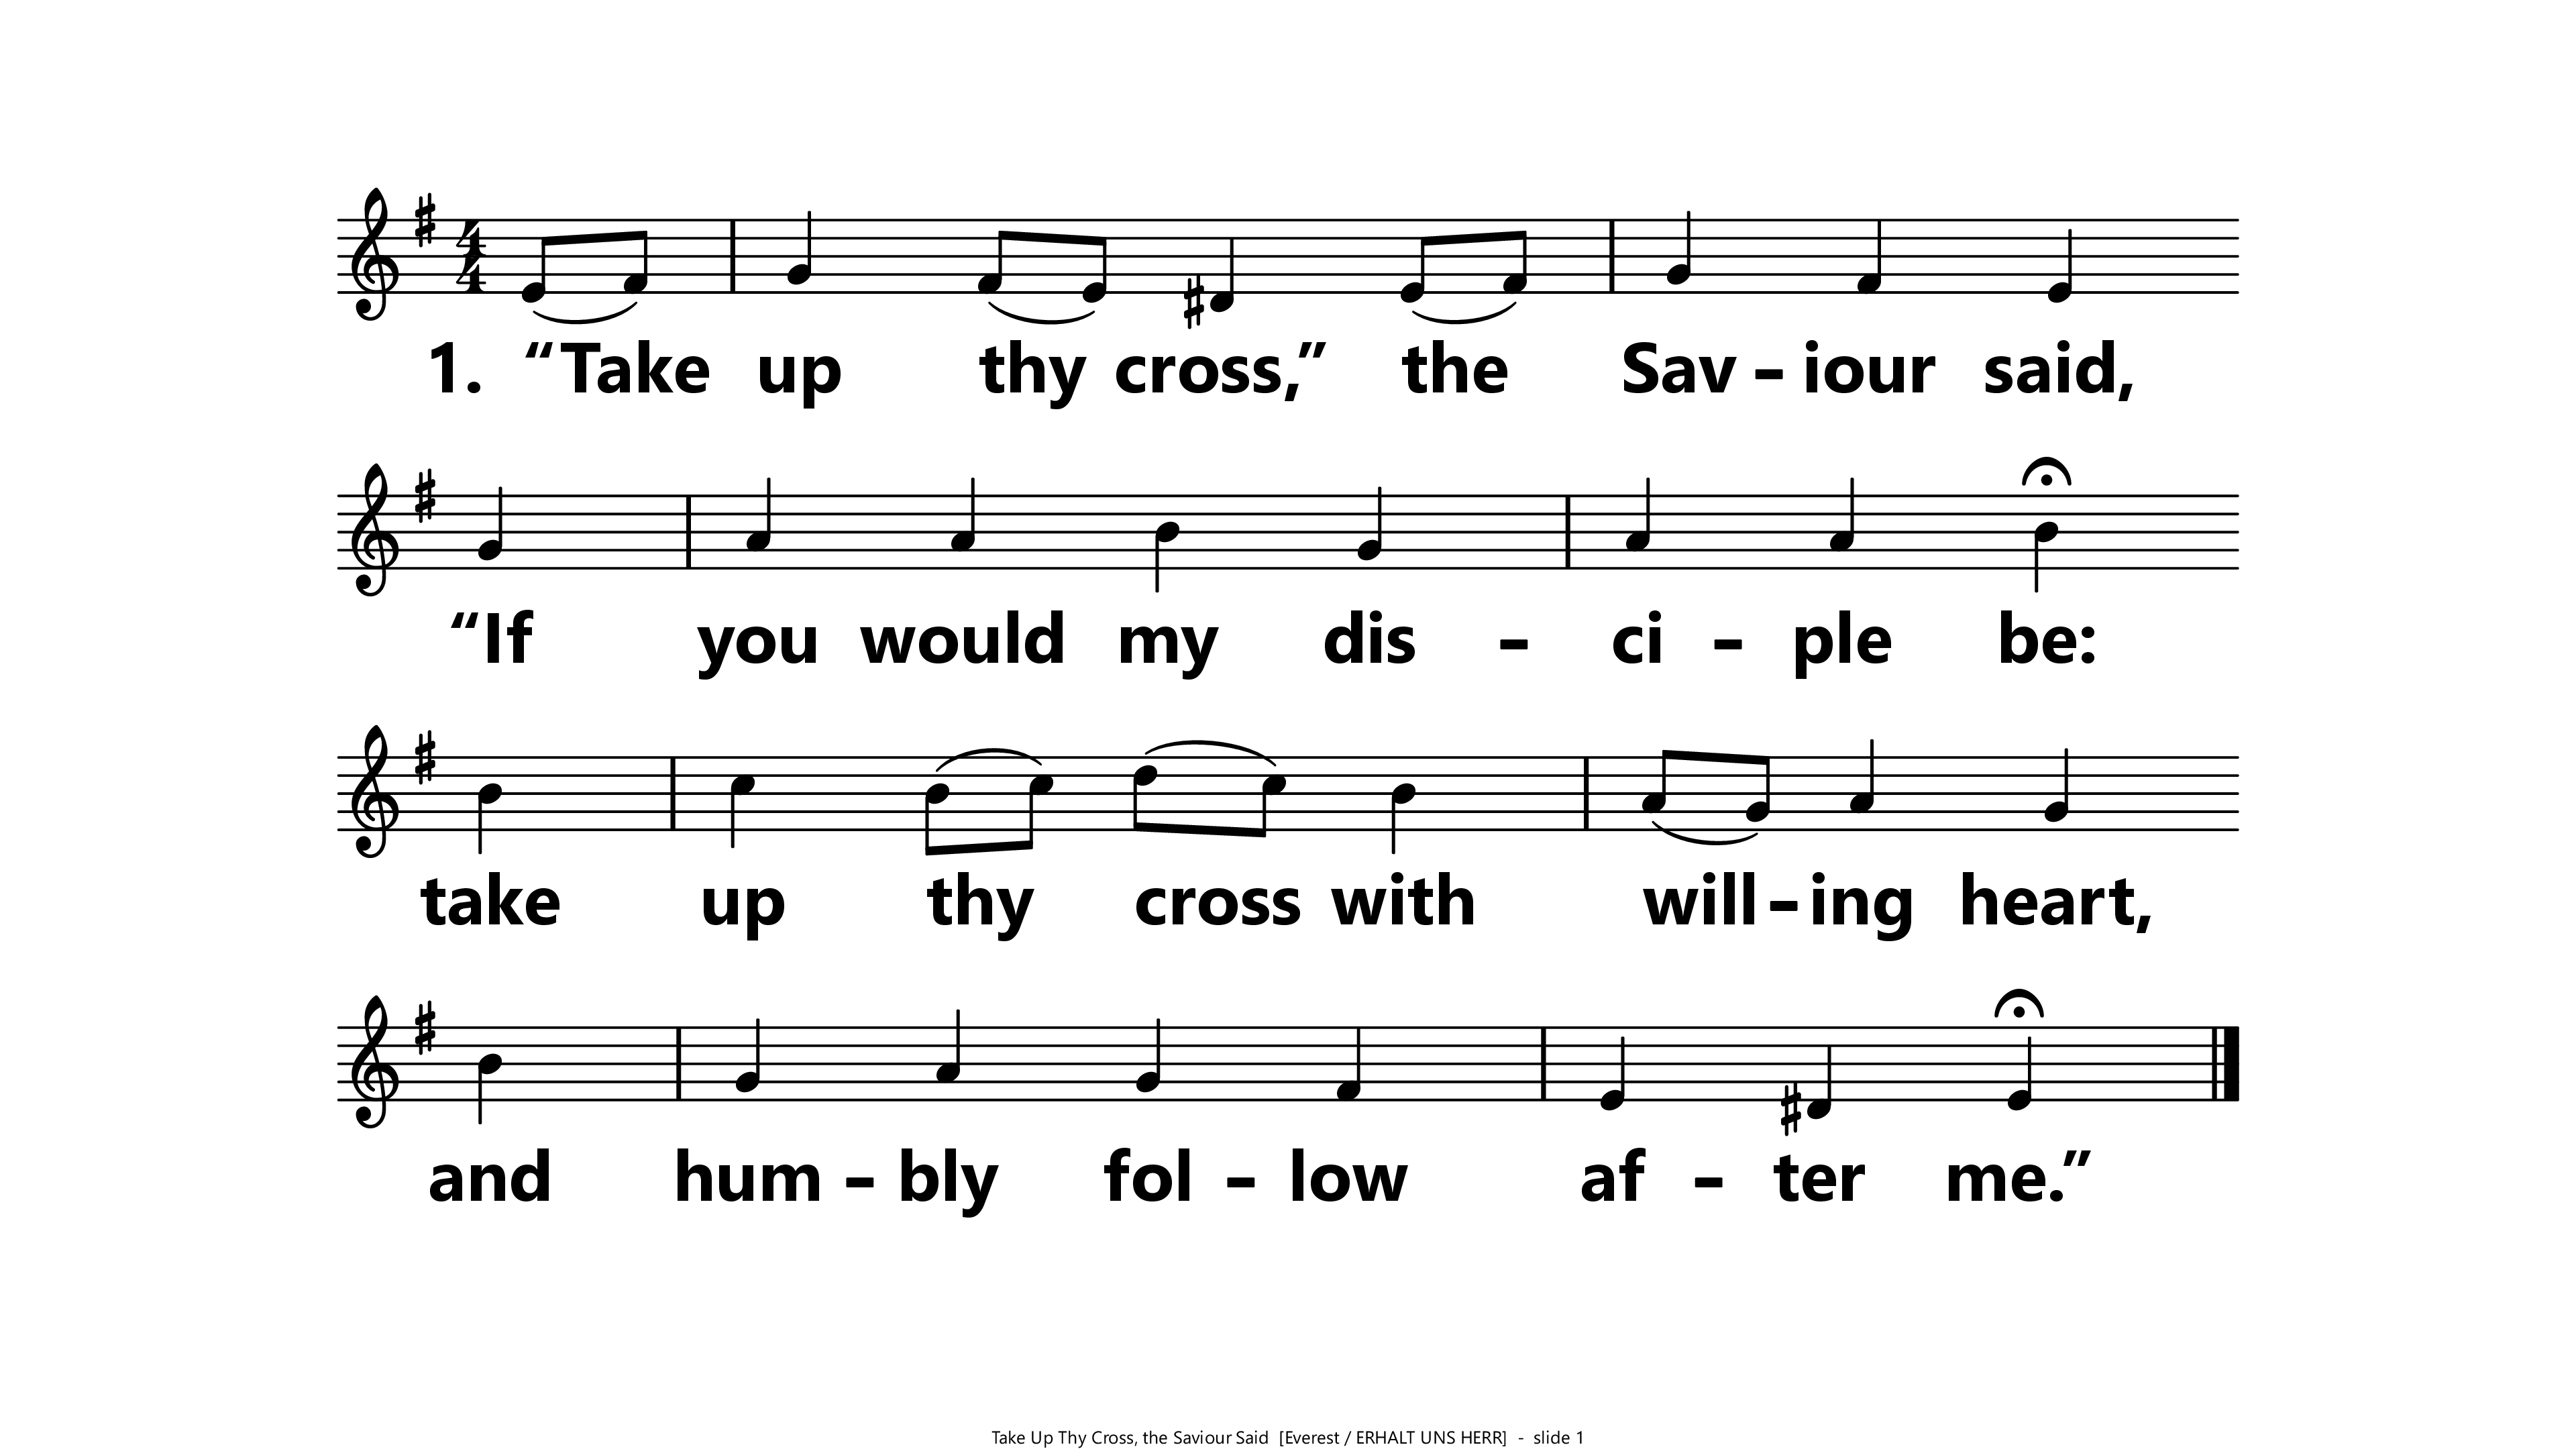 1. “Take up thy cross,” the Sav - iour said,
“If you would my dis - ci - ple be:
take up thy cross with will - ing heart,
and hum - bly fol - low af - ter me.”
Take Up Thy Cross, the Saviour Said [Everest / ERHALT UNS HERR] - slide 1